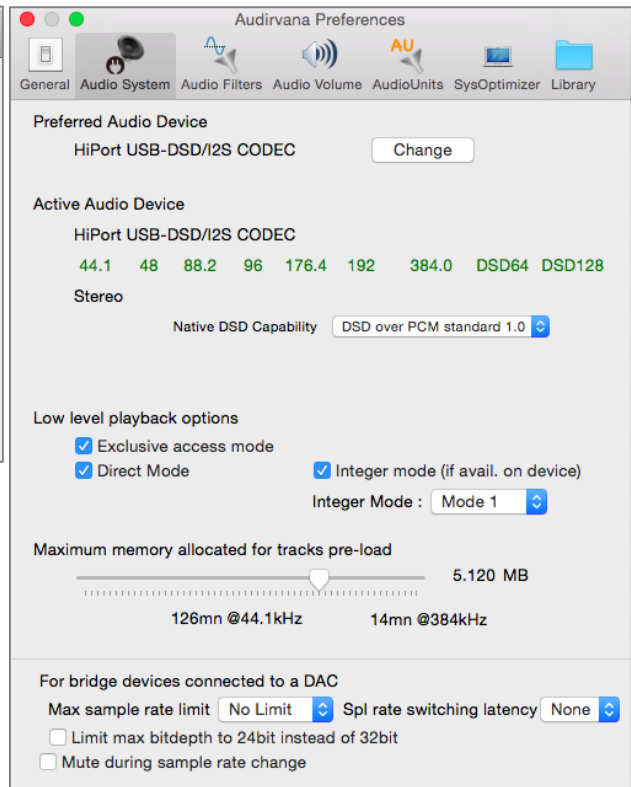 Audirvana Preferences
AU
General Audio System Audio Filters Audio Volume AudioUnits SysOptimizer Library
Preferred Audio Device
HiPort USB-DSD/I2S CODEC Change
Active Audio Device
HiPort USB-DSD/I2S CODEC
44.1 48 88.2 96 176.4 192 384.0 DSD64 DSD128
Stereo
Native DSD Capability DSD over PCM standard 1.0
Low level playback options
Exclusive access mode
Direct Mode Integer mode (if avail. on device)
Integer Mode : Mode 1
Maximum memory allocated for tracks pre-load
5.120 MB
126mn @44.1kHz 14mn @384kHz
For bridge devices connected to a DAC
Max sample rate limit No Limit Spl rate switching latency None
Limit max bitdepth to 24bit instead of 32bit
Mute during sample rate change